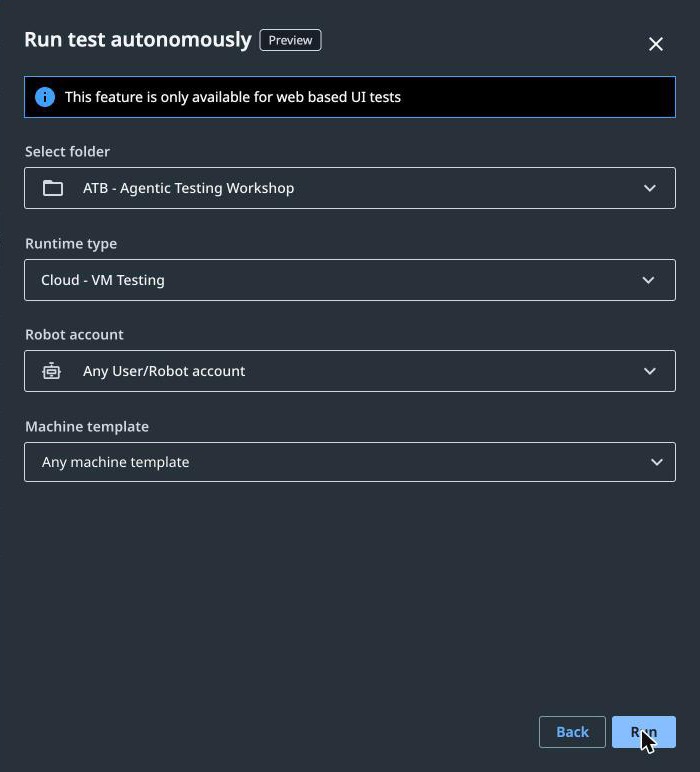 Run test autonomously Preview
This feature is only available for web based UI tests
Select folder
ATB - Agentic Testing Workshop
Runtime type
Cloud - VM Testing
Robot account
Any User/Robot account
Machine template
Any machine template
Back Run